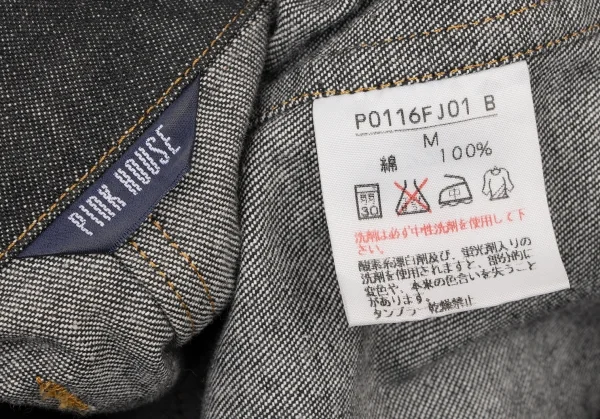 PINK HOUSE
P0116FJ01 B
M
綿 100%
30
中
洗剤は必ず中性洗剤を使用して下
さい。
酸素系漂白剤及び、蛍光剤入りの
洗剤を使用されますと、部分的に
変色や、本来の色合いを失うこと
があります。
タンブラー乾燥禁止